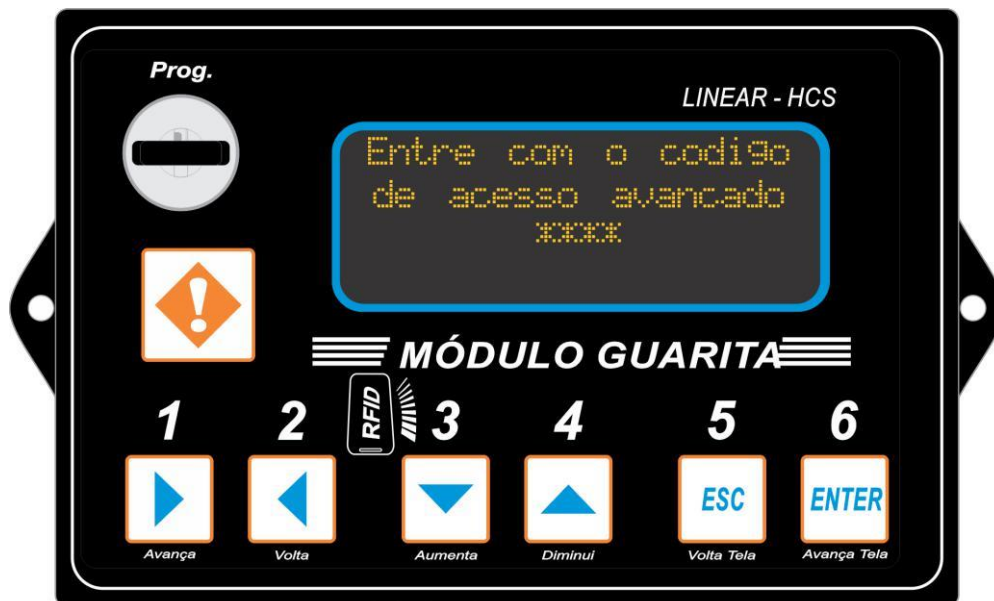 Prog.
LINEAR - HCS
Entre com o codigo
de acesso avancado
****
MÓDULO GUARITA
RFID
1 2 3 4 5 6
ESC ENTER
Avança Volta Aumenta Diminui Volta Tela Avança Tela